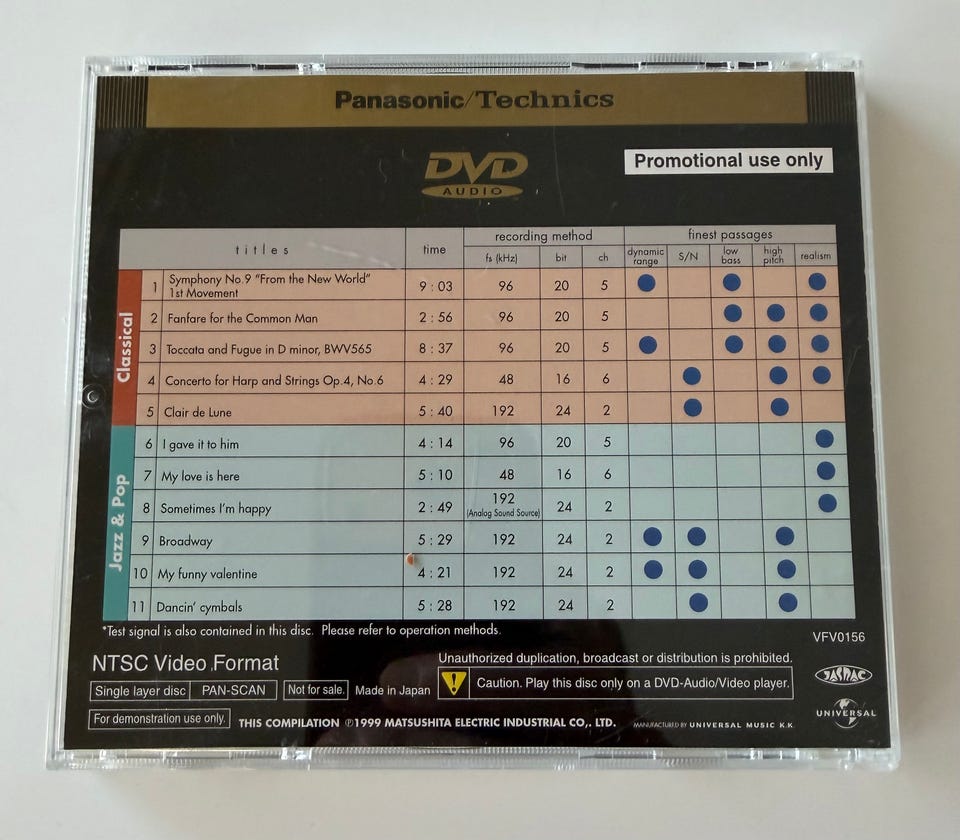 Panasonic/Technics
DVD
AUDIO
Promotional use only
titles time recording method finest passages
fs (kHz) bit ch dynamic range S/N low bass high pitch realism
Classical
1 Symphony No.9 "From the New World" 1st Movement 9 : 03 96 20 5 ● ● ●
2 Fanfare for the Common Man 2 : 56 96 20 5 ● ● ●
3 Toccata and Fugue in D minor, BWV565 8 : 37 96 20 5 ● ● ● ●
4 Concerto for Harp and Strings Op.4, No.6 4 : 29 48 16 6 ● ● ●
5 Clair de Lune 5 : 40 192 24 2 ● ●
Jazz & Pop
6 I gave it to him 4 : 14 96 20 5 ●
7 My love is here 5 : 10 48 16 6 ●
8 Sometimes I'm happy 2 : 49 192 (Analog Sound Source) 24 2 ●
9 Broadway 5 : 29 192 24 2 ● ● ●
10 My funny valentine 4 : 21 192 24 2 ● ● ●
11 Dancin' cymbals 5 : 28 192 24 2 ● ●
*Test signal is also contained in this disc. Please refer to operation methods.
VFV0156
NTSC Video Format
Unauthorized duplication, broadcast or distribution is prohibited.
Single layer disc PAN-SCAN Not for sale. Made in Japan
Caution. Play this disc only on a DVD-Audio/Video player.
JASRAC
For demonstration use only.
THIS COMPILATION ℗1999 MATSUSHITA ELECTRIC INDUSTRIAL CO,. LTD.
MANUFACTURED BY UNIVERSAL MUSIC K.K.
UNIVERSAL